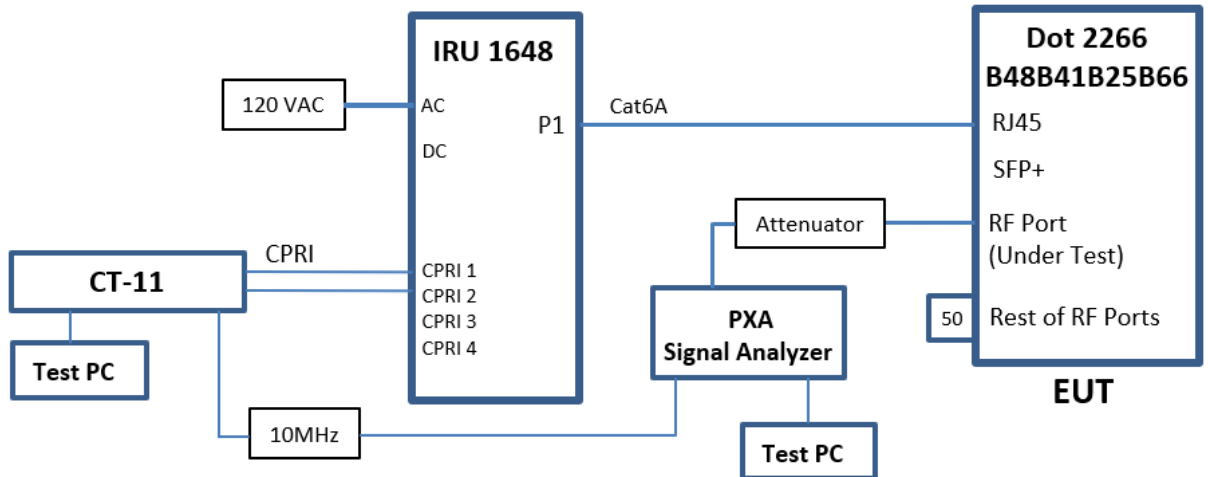 IRU 1648
120 VAC
AC
DC
P1
Cat6A
Dot 2266
B48B41B25B66
RJ45
SFP+
RF Port
(Under Test)
Rest of RF Ports
50
EUT
Attenuator
PXA
Signal Analyzer
Test PC
CPRI
CT-11
CPRI 1
CPRI 2
CPRI 3
CPRI 4
Test PC
10MHz